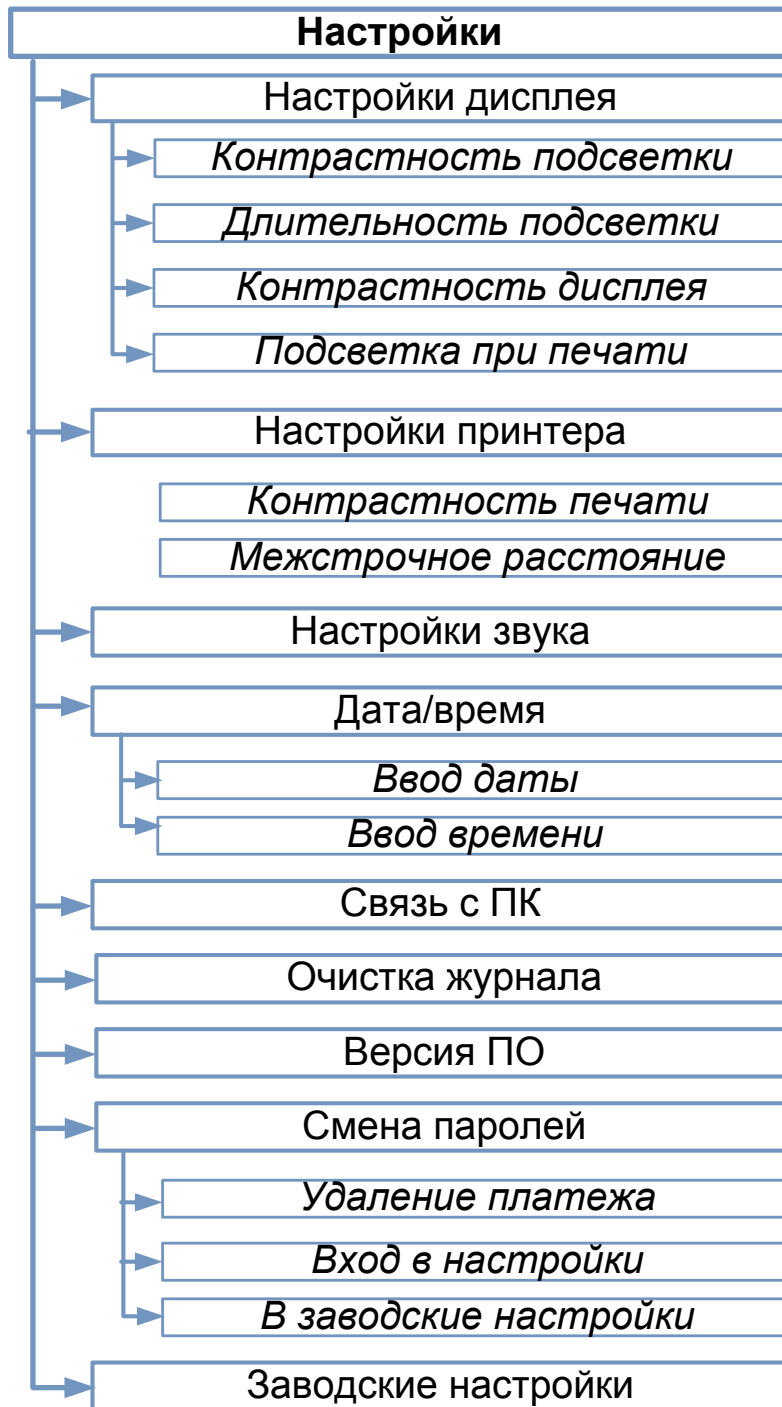 Настройки
Настройки дисплея
Контрастность подсветки
Длительность подсветки
Контрастность дисплея
Подсветка при печати
Настройки принтера
Контрастность печати
Межстрочное расстояние
Настройки звука
Дата/время
Ввод даты
Ввод времени
Связь с ПК
Очистка журнала
Версия ПО
Смена паролей
Удаление платежа
Вход в настройки
В заводские настройки
Заводские настройки